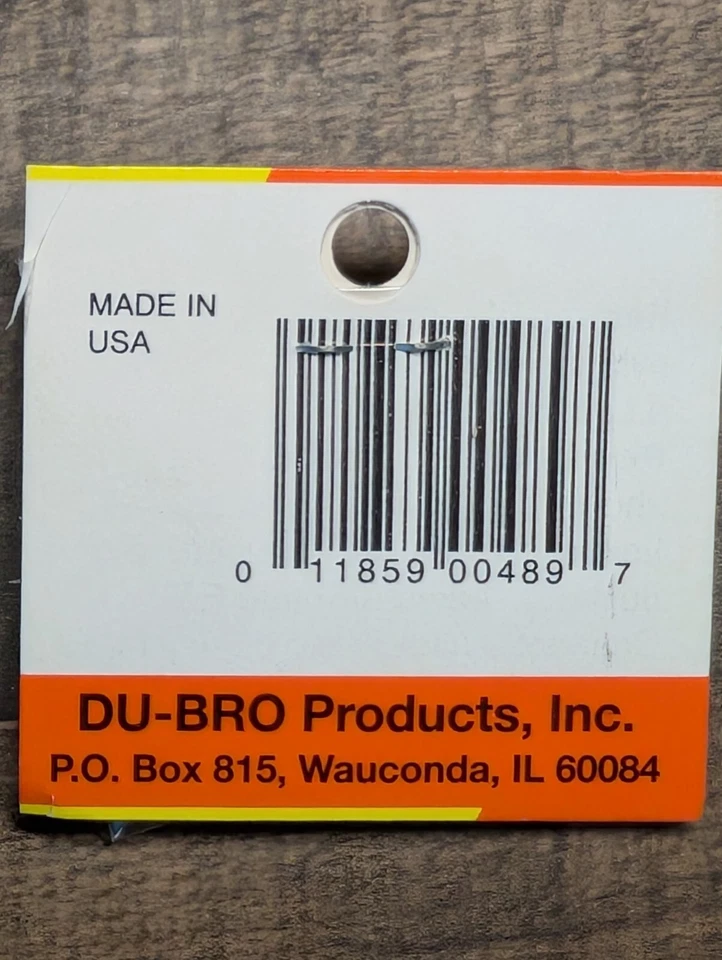 MADE IN
USA
0 11859 00489 7
DU-BRO Products, Inc.
P.O. Box 815, Wauconda, IL 60084